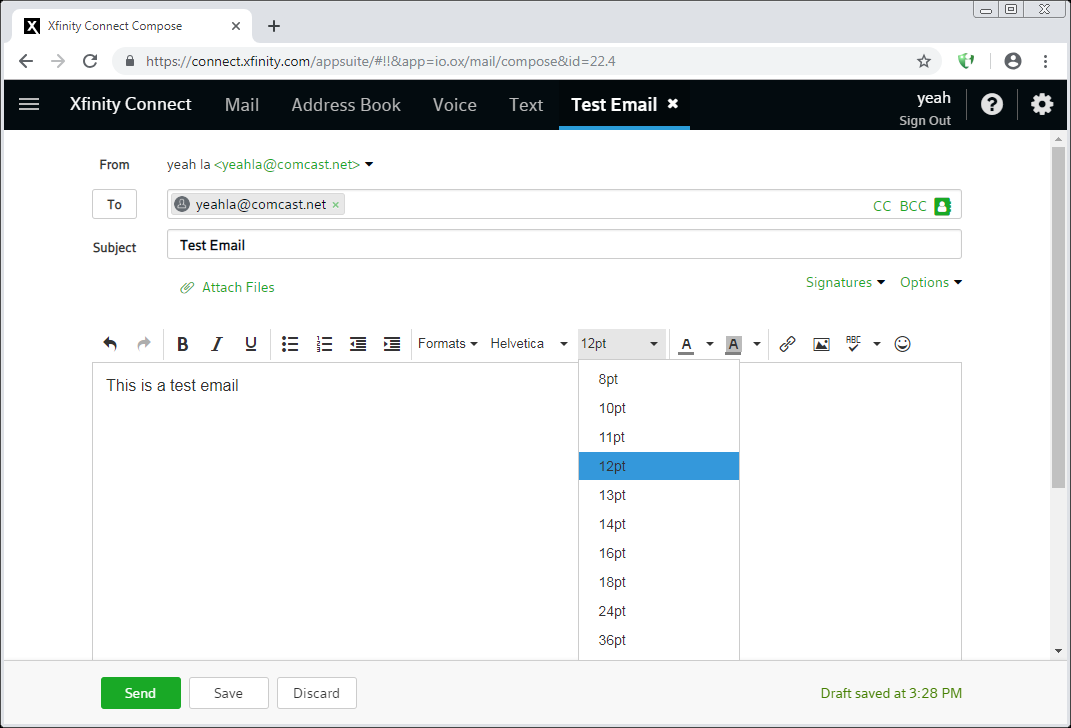 X Xfinity Connect Compose
https://connect.xfinity.com/appsuite/#!!&app=io.ox/mail/compose&id=22.4
Xfinity Connect Mail Address Book Voice Text Test Email yeah
Sign Out
From yeah la <yeahla@comcast.net>
To yeahla@comcast.net × CC BCC
Subject Test Email
Attach Files Signatures Options
B I U Formats Helvetica 12pt A A ABC
This is a test email
8pt
10pt
11pt
12pt
13pt
14pt
16pt
18pt
24pt
36pt
Send Save Discard Draft saved at 3:28 PM